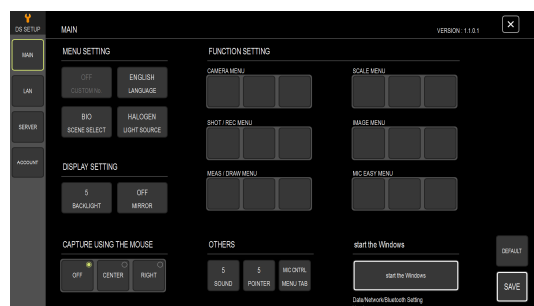 DS SETUP
MAIN
VERSION : 1.1.0.1
MAIN
LAN
SERVER
ACCOUNT
MENU SETTING
OFF
CUSTOM No.
ENGLISH
LANGUAGE
BIO
SCENE SELECT
HALOGEN
LIGHT SOURCE
DISPLAY SETTING
5
BACKLIGHT
OFF
MIRROR
CAPTURE USING THE MOUSE
OFF
CENTER
RIGHT
FUNCTION SETTING
CAMERA MENU
SCALE MENU
SHOT / REC MENU
IMAGE MENU
MEAS / DRAW MENU
MIC EASY MENU
OTHERS
5
SOUND
5
POINTER
MIC CNTRL
MENU TAB
start the Windows
start the Windows
Date/Network/Bluetooth Setting
DEFAULT
SAVE